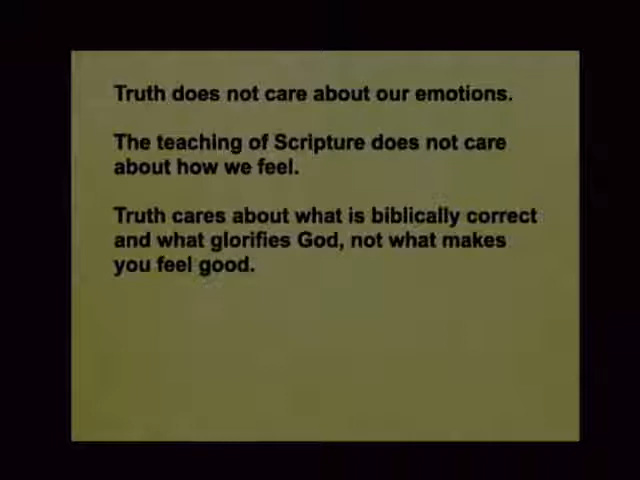 Truth does not care about our emotions.
The teaching of Scripture does not care
about how we feel.
Truth cares about what is biblically correct
and what glorifies God, not what makes
you feel good.